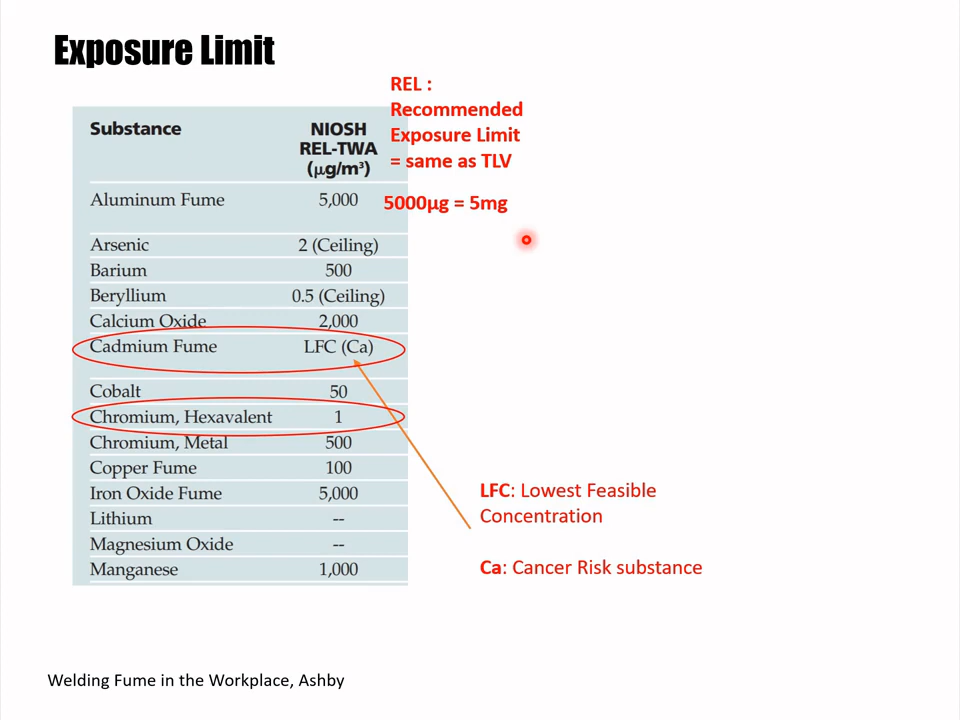 Exposure Limit
REL :
Recommended
Exposure Limit
= same as TLV
Substance NIOSH
REL-TWA
(μg/m³)
Aluminum Fume 5,000 5000μg = 5mg
Arsenic 2 (Ceiling)
Barium 500
Beryllium 0.5 (Ceiling)
Calcium Oxide 2,000
Cadmium Fume LFC (Ca)
Cobalt 50
Chromium, Hexavalent 1
Chromium, Metal 500
Copper Fume 100
Iron Oxide Fume 5,000
Lithium --
Magnesium Oxide --
Manganese 1,000
LFC: Lowest Feasible
Concentration
Ca: Cancer Risk substance
Welding Fume in the Workplace, Ashby